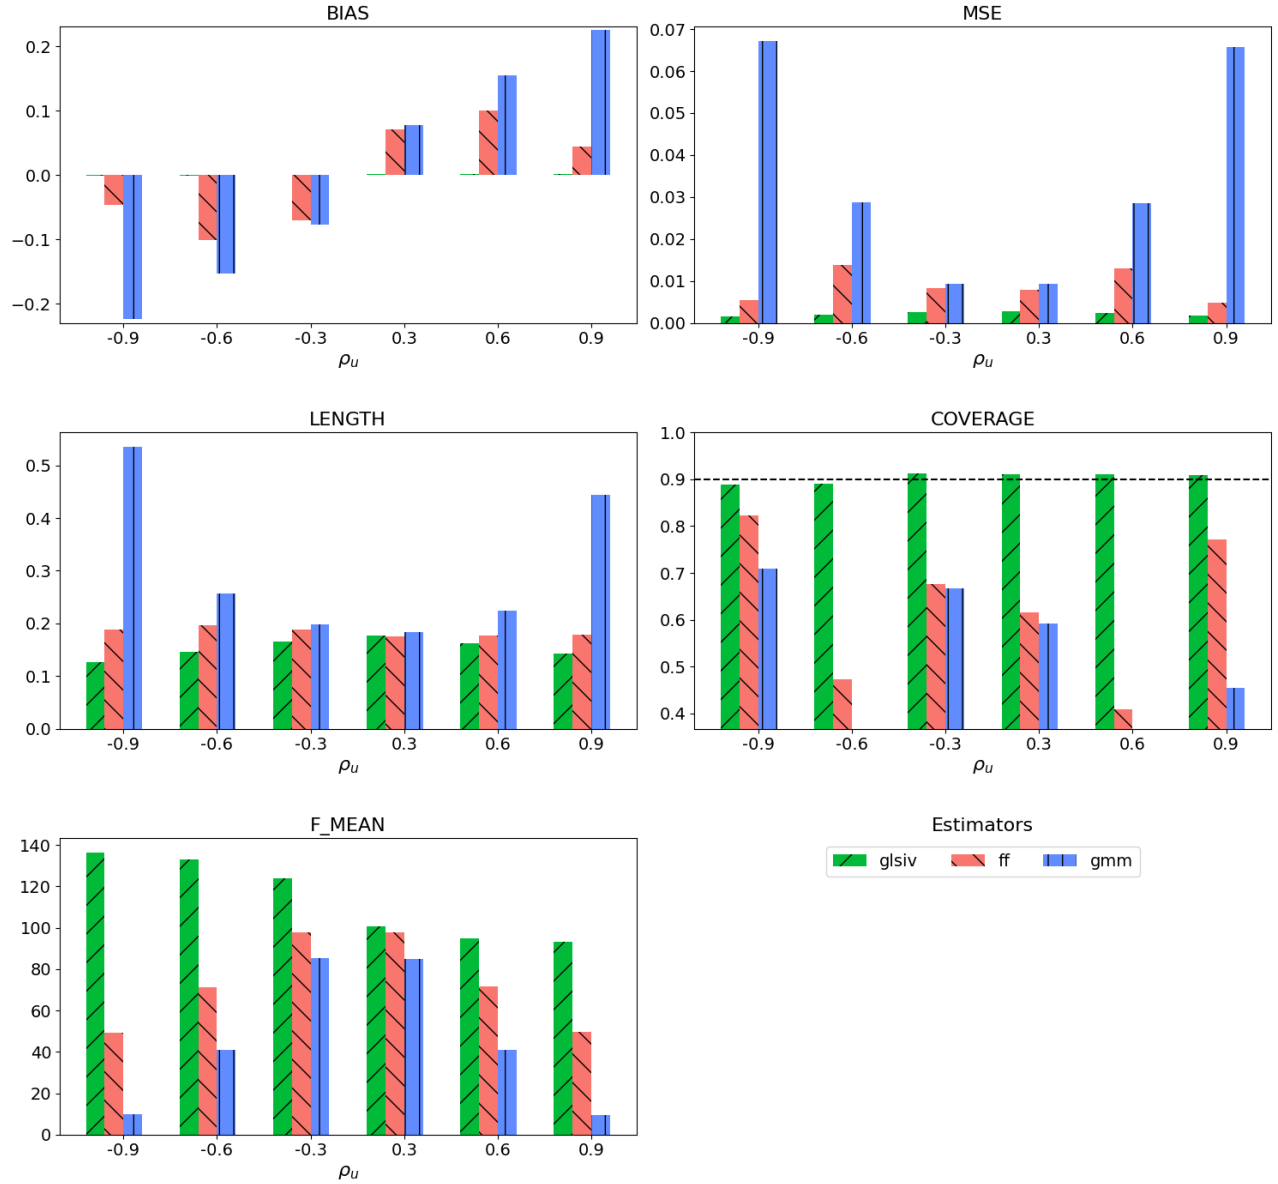 BIAS
0.2
0.1
0.0
−0.1
−0.2
-0.9 -0.6 -0.3 0.3 0.6 0.9
ρu
MSE
0.07
0.06
0.05
0.04
0.03
0.02
0.01
0.00
-0.9 -0.6 -0.3 0.3 0.6 0.9
ρu
LENGTH
0.5
0.4
0.3
0.2
0.1
0.0
-0.9 -0.6 -0.3 0.3 0.6 0.9
ρu
COVERAGE
1.0
0.9
0.8
0.7
0.6
0.5
0.4
-0.9 -0.6 -0.3 0.3 0.6 0.9
ρu
F_MEAN
140
120
100
80
60
40
20
0
-0.9 -0.6 -0.3 0.3 0.6 0.9
ρu
Estimators
glsiv ff gmm